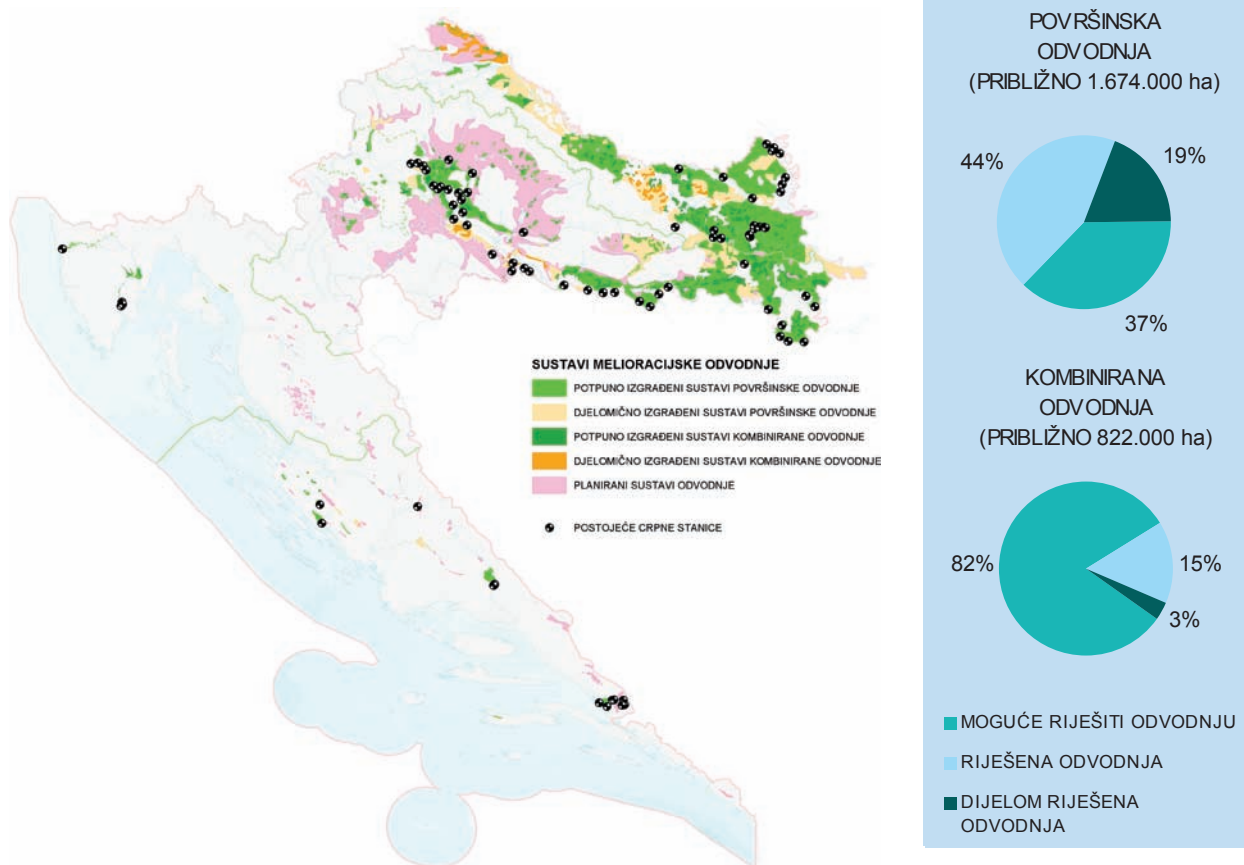 SUSTAVI MELIORACIJSKE ODVODNJE
POTPUNO IZGRAĐENI SUSTAVI POVRŠINSKE ODVODNJE
DJELOMIČNO IZGRAĐENI SUSTAVI POVRŠINSKE ODVODNJE
POTPUNO IZGRAĐENI SUSTAVI KOMBINIRANE ODVODNJE
DJELOMIČNO IZGRAĐENI SUSTAVI KOMBINIRANE ODVODNJE
PLANIRANI SUSTAVI ODVODNJE
POSTOJEĆE CRPNE STANICE
POVRŠINSKA
ODVODNJA
(PRIBLIŽNO 1.674.000 ha)
44%
19%
37%
KOMBINIRANA
ODVODNJA
(PRIBLIŽNO 822.000 ha)
82%
15%
3%
MOGUĆE RIJEŠITI ODVODNJU
RIJEŠENA ODVODNJA
DIJELOM RIJEŠENA
ODVODNJA